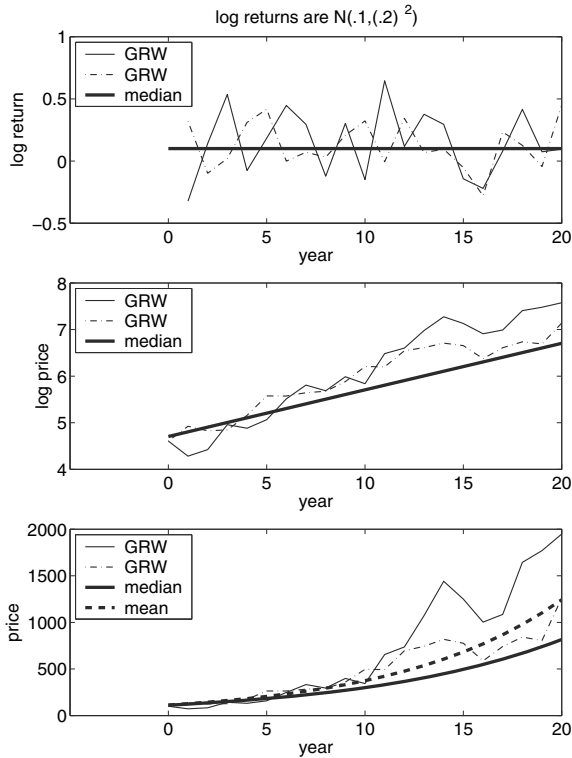 log returns are N(.1,(.2) 2)
1
0.5
0
−0.5
log return
GRW
GRW
median
0 5 10 15 20
year
8
7
6
5
4
log price
GRW
GRW
median
0 5 10 15 20
year
2000
1500
1000
500
0
price
GRW
GRW
median
mean
0 5 10 15 20
year